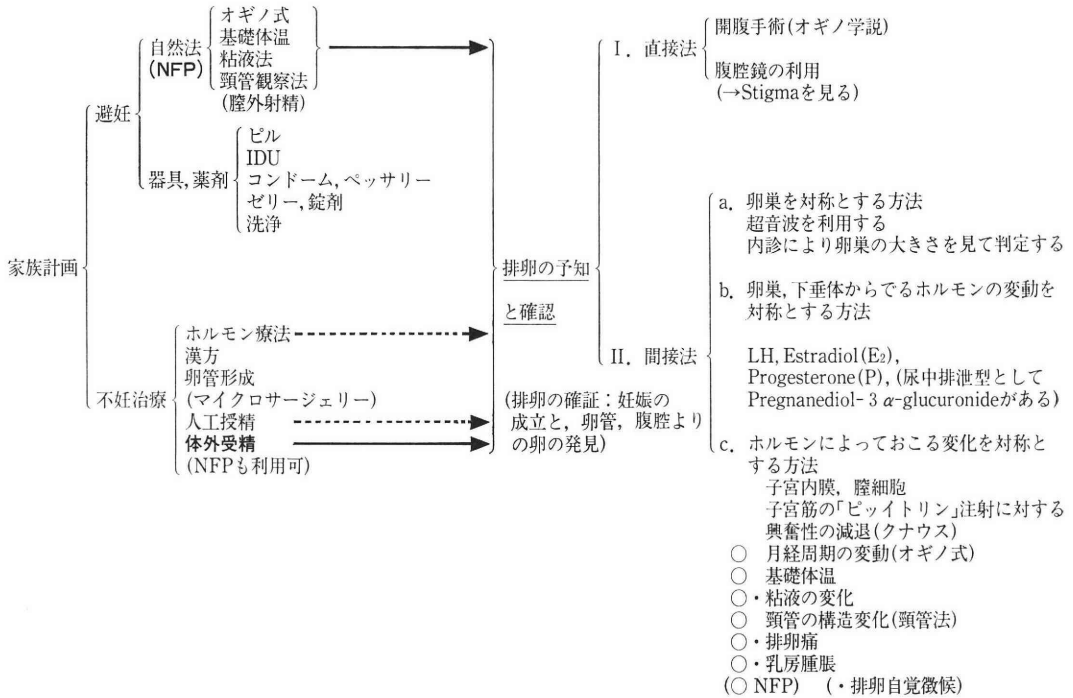 家族計画
避妊
自然法
(NFP)
オギノ式
基礎体温
粘液法
頸管観察法
(膣外射精)
器具,薬剤
ピル
IDU
コンドーム,ペッサリー
ゼリー,錠剤
洗浄
不妊治療
ホルモン療法
漢方
卵管形成
(マイクロサージェリー)
人工授精
体外受精
(NFPも利用可)
排卵の予知
と確認
(排卵の確証:妊娠の
成立と,卵管,腹腔より
の卵の発見)
I. 直接法
開腹手術(オギノ学説)
腹腔鏡の利用
(→Stigmaを見る)
II. 間接法
a. 卵巣を対称とする方法
超音波を利用する
内診により卵巣の大きさを見て判定する
b. 卵巣,下垂体からでるホルモンの変動を
対称とする方法
LH, Estradiol(E₂),
Progesterone(P), (尿中排泄型として
Pregnanediol-3α-glucuronideがある)
c. ホルモンによっておこる変化を対称と
する方法
子宮内膜,膣細胞
子宮筋の「ピッイトリン」注射に対する
興奮性の減退(クナウス)
○ 月経周期の変動(オギノ式)
○ 基礎体温
○・粘液の変化
○ 頸管の構造変化(頸管法)
○・排卵痛
○・乳房腫脹
(○ NFP) (・排卵自覚徴候)